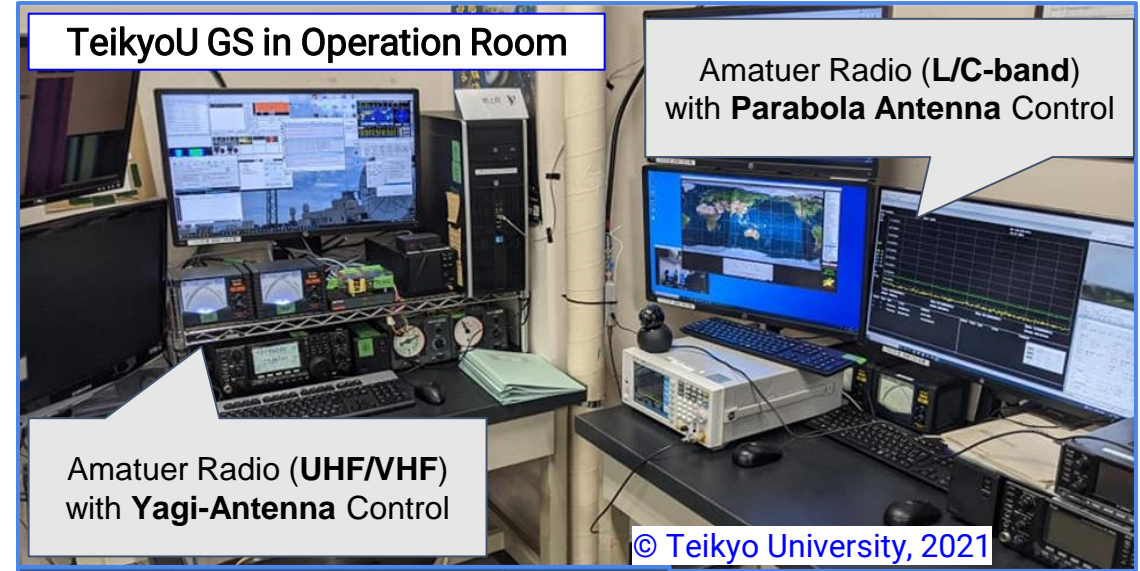 TeikyoU GS in Operation Room
Amatuer Radio (L/C-band)
with Parabola Antenna Control
Amatuer Radio (UHF/VHF)
with Yagi-Antenna Control
© Teikyo University, 2021